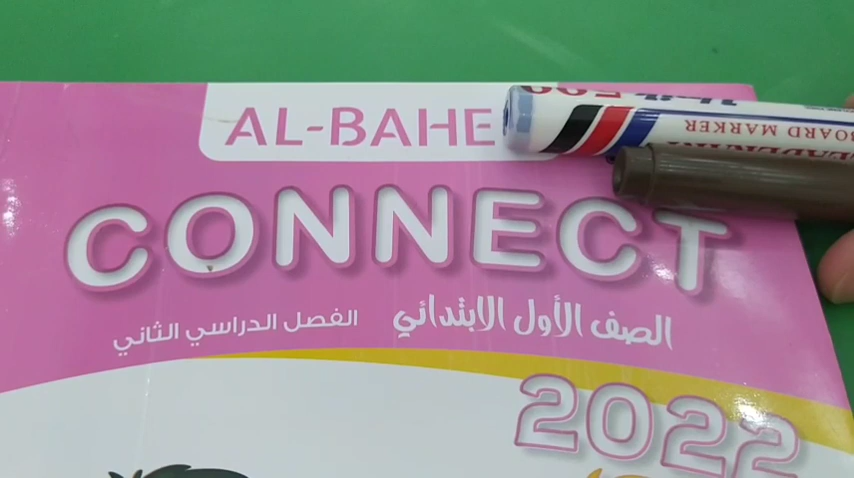 AL-BAHE
BOARD MARKER
CONNECT
الصف الأول الابتدائي
الفصل الدراسي الثاني
2022